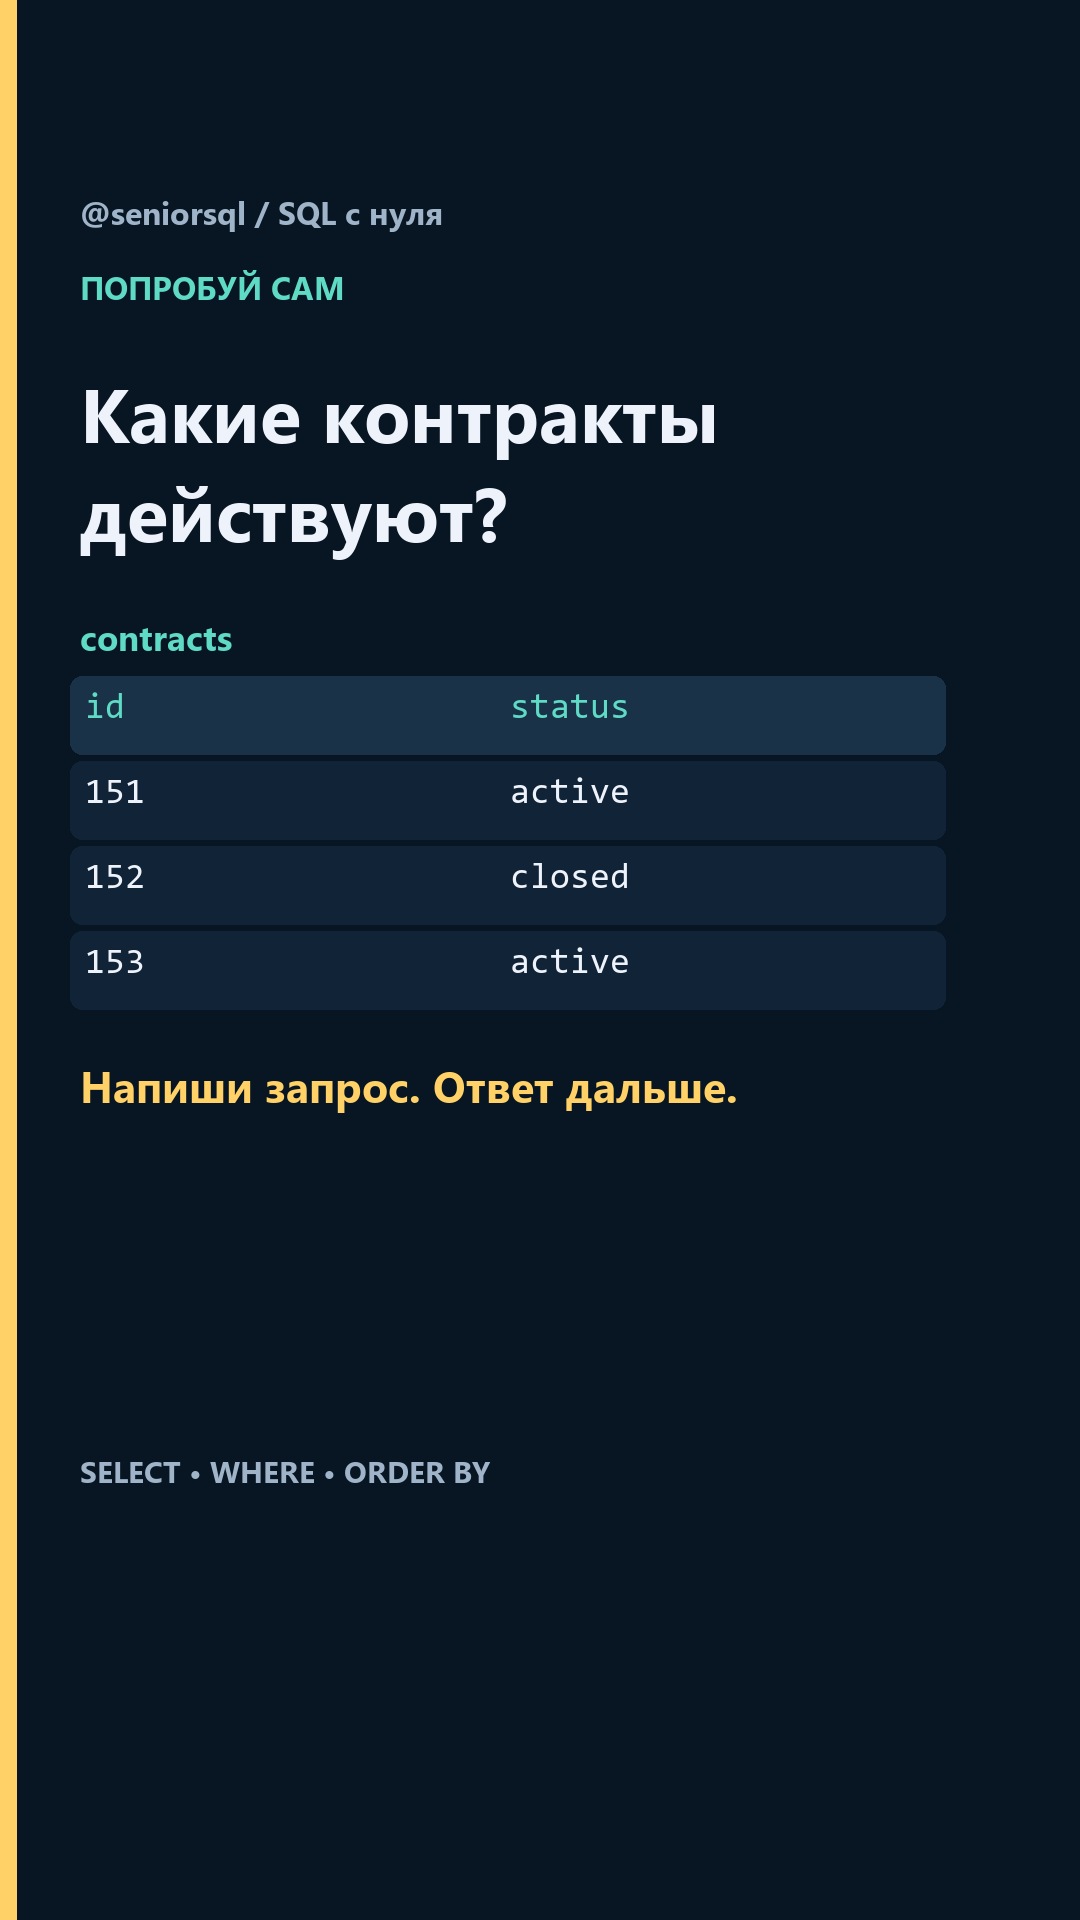 @seniorsql / SQL с нуля
ПОПРОБУЙ САМ
Какие контракты
действуют?
contracts
id status
151 active
152 closed
153 active
Напиши запрос. Ответ дальше.
SELECT • WHERE • ORDER BY